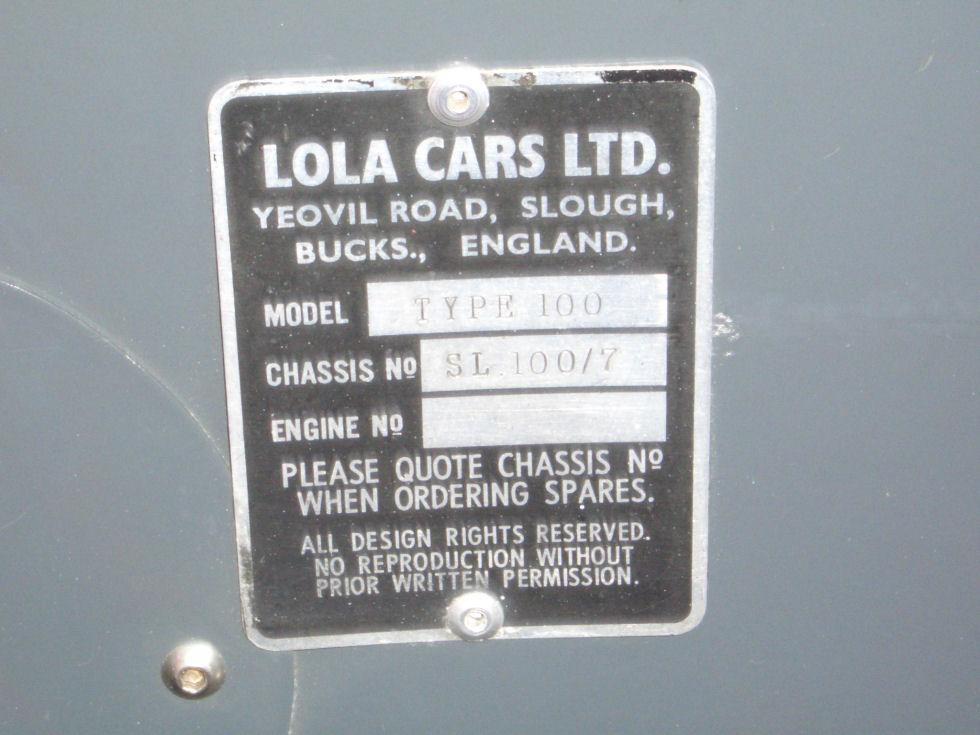 LOLA CARS LTD.
YEOVIL ROAD, SLOUGH,
BUCKS., ENGLAND.
MODEL TYPE 100
CHASSIS Nº SL 100/7
ENGINE Nº
PLEASE QUOTE CHASSIS Nº
WHEN ORDERING SPARES.
ALL DESIGN RIGHTS RESERVED.
NO REPRODUCTION WITHOUT
PRIOR WRITTEN PERMISSION.